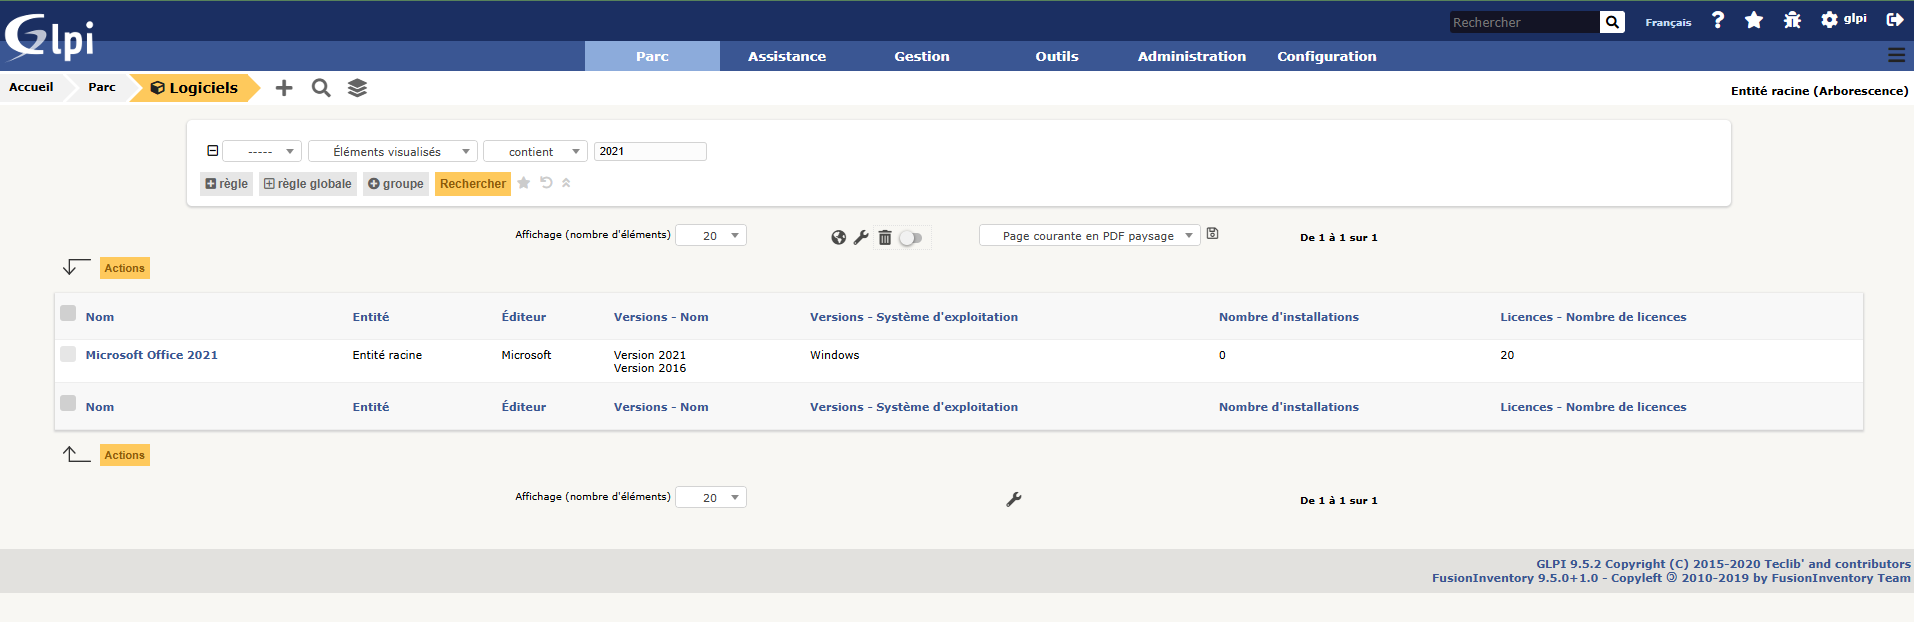 Glpi
Rechercher
Français
glpi
Parc
Assistance
Gestion
Outils
Administration
Configuration
Accueil
Parc
Logiciels
Entité racine (Arborescence)
----- Éléments visualisés contient 2021
règle règle globale groupe Rechercher
Affichage (nombre d'éléments) 20 Page courante en PDF paysage De 1 à 1 sur 1
Actions
Nom Entité Éditeur Versions - Nom Versions - Système d'exploitation Nombre d'installations Licences - Nombre de licences
Microsoft Office 2021 Entité racine Microsoft Version 2021 Windows 0 20
Version 2016
Nom Entité Éditeur Versions - Nom Versions - Système d'exploitation Nombre d'installations Licences - Nombre de licences
Actions
Affichage (nombre d'éléments) 20 De 1 à 1 sur 1
GLPI 9.5.2 Copyright (C) 2015-2020 Teclib' and contributors
FusionInventory 9.5.0+1.0 - Copyleft 🄯 2010-2019 by FusionInventory Team